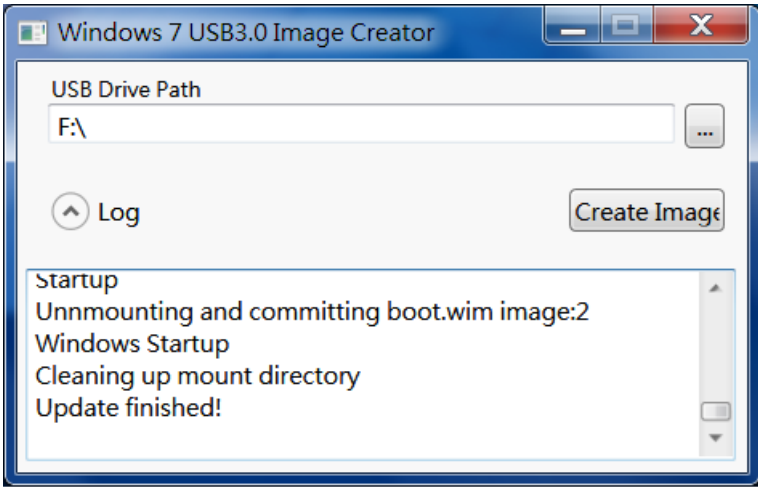 Windows 7 USB3.0 Image Creator
USB Drive Path
F:\
...
Log
Create Image
Startup
Unnmounting and committing boot.wim image:2
Windows Startup
Cleaning up mount directory
Update finished!